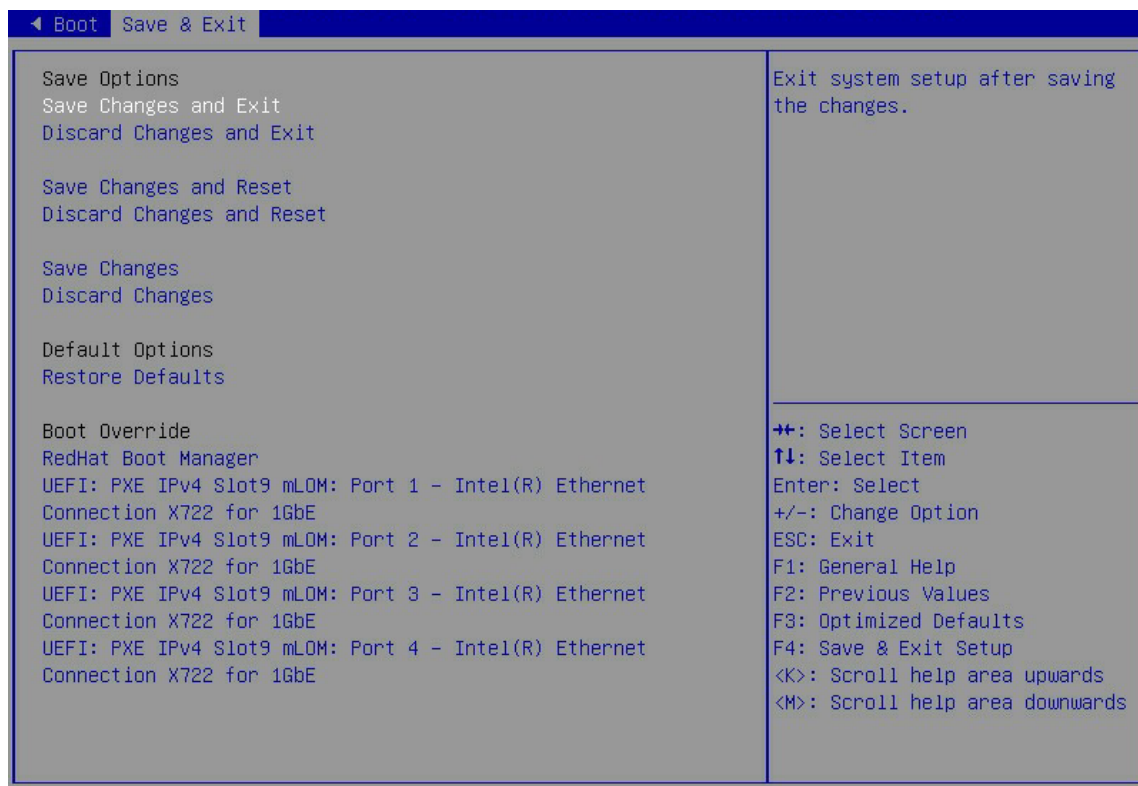 ◄ Boot Save & Exit
Save Options
Save Changes and Exit
Discard Changes and Exit
Save Changes and Reset
Discard Changes and Reset
Save Changes
Discard Changes
Default Options
Restore Defaults
Boot Override
RedHat Boot Manager
UEFI: PXE IPv4 Slot9 mLOM: Port 1 – Intel(R) Ethernet
Connection X722 for 1GbE
UEFI: PXE IPv4 Slot9 mLOM: Port 2 – Intel(R) Ethernet
Connection X722 for 1GbE
UEFI: PXE IPv4 Slot9 mLOM: Port 3 – Intel(R) Ethernet
Connection X722 for 1GbE
UEFI: PXE IPv4 Slot9 mLOM: Port 4 – Intel(R) Ethernet
Connection X722 for 1GbE
Exit system setup after saving
the changes.
→←: Select Screen
↑↓: Select Item
Enter: Select
+/-: Change Option
ESC: Exit
F1: General Help
F2: Previous Values
F3: Optimized Defaults
F4: Save & Exit Setup
<K>: Scroll help area upwards
<M>: Scroll help area downwards